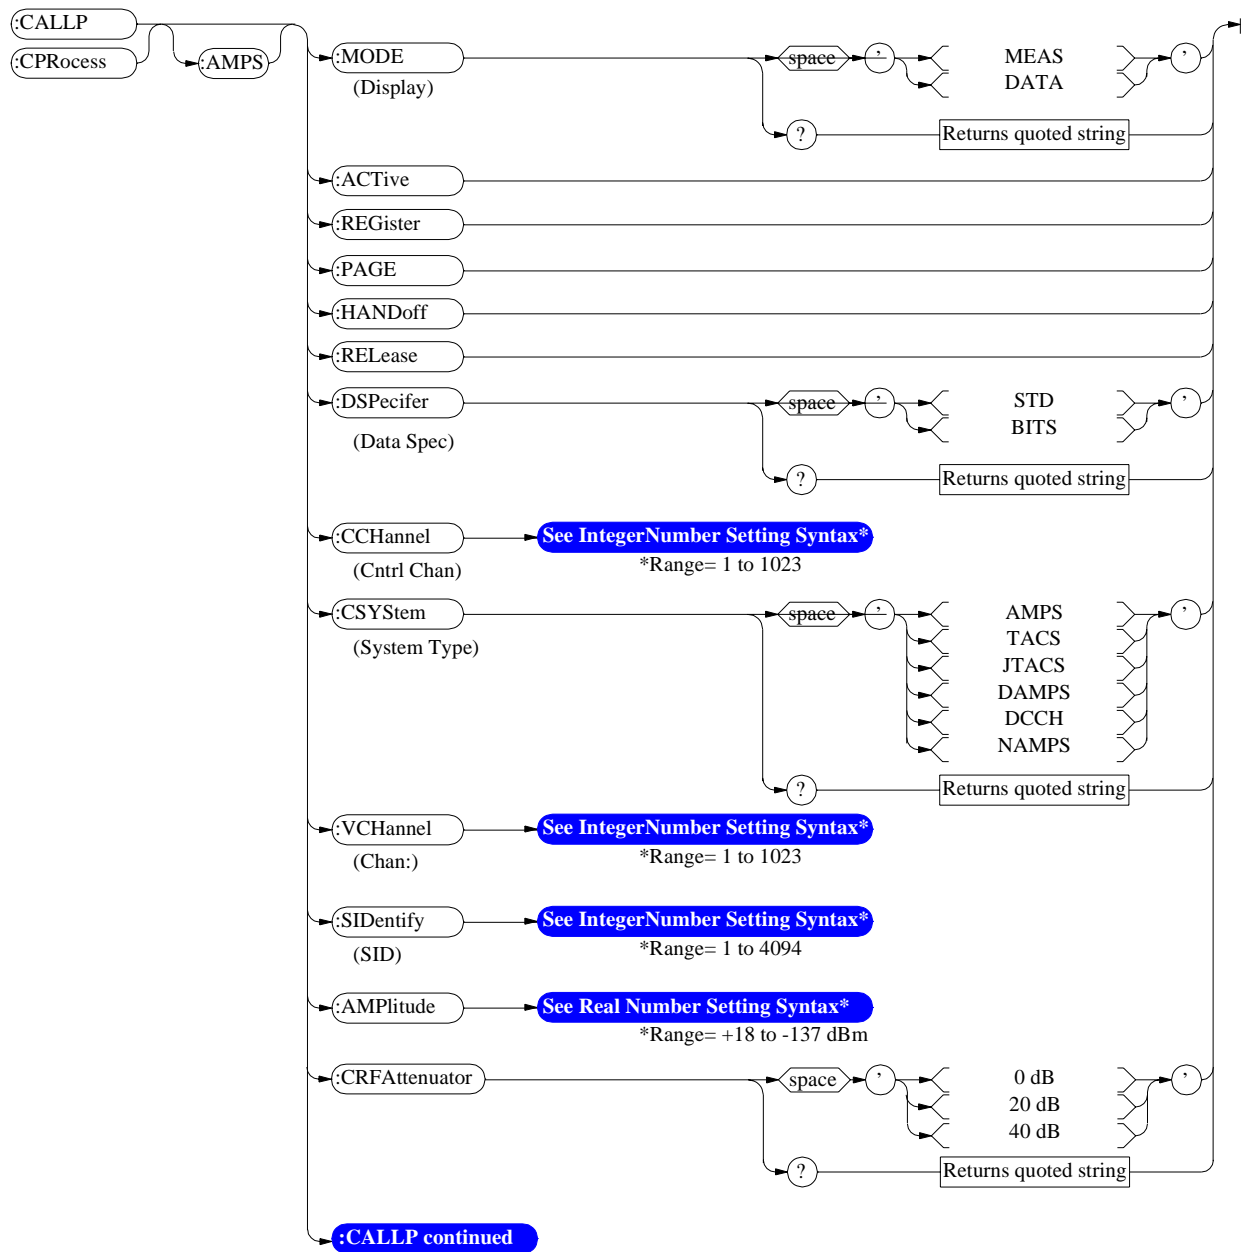 :CALLP
:CPRocess
:AMPS
:MODE
(Display)
space
,
MEAS
DATA
,
?
Returns quoted string
:ACTive
:REGister
:PAGE
:HANDoff
:RELease
:DSPecifer
(Data Spec)
space
,
STD
BITS
,
?
Returns quoted string
:CCHannel
(Cntrl Chan)
See IntegerNumber Setting Syntax*
*Range= 1 to 1023
:CSYStem
(System Type)
space
,
AMPS
TACS
JTACS
DAMPS
DCCH
NAMPS
,
?
Returns quoted string
:VCHannel
(Chan:)
See IntegerNumber Setting Syntax*
*Range= 1 to 1023
:SIDentify
(SID)
See IntegerNumber Setting Syntax*
*Range= 1 to 4094
:AMPlitude
See Real Number Setting Syntax*
*Range= +18 to -137 dBm
:CRFAttenuator
space
,
0 dB
20 dB
40 dB
,
?
Returns quoted string
:CALLP continued